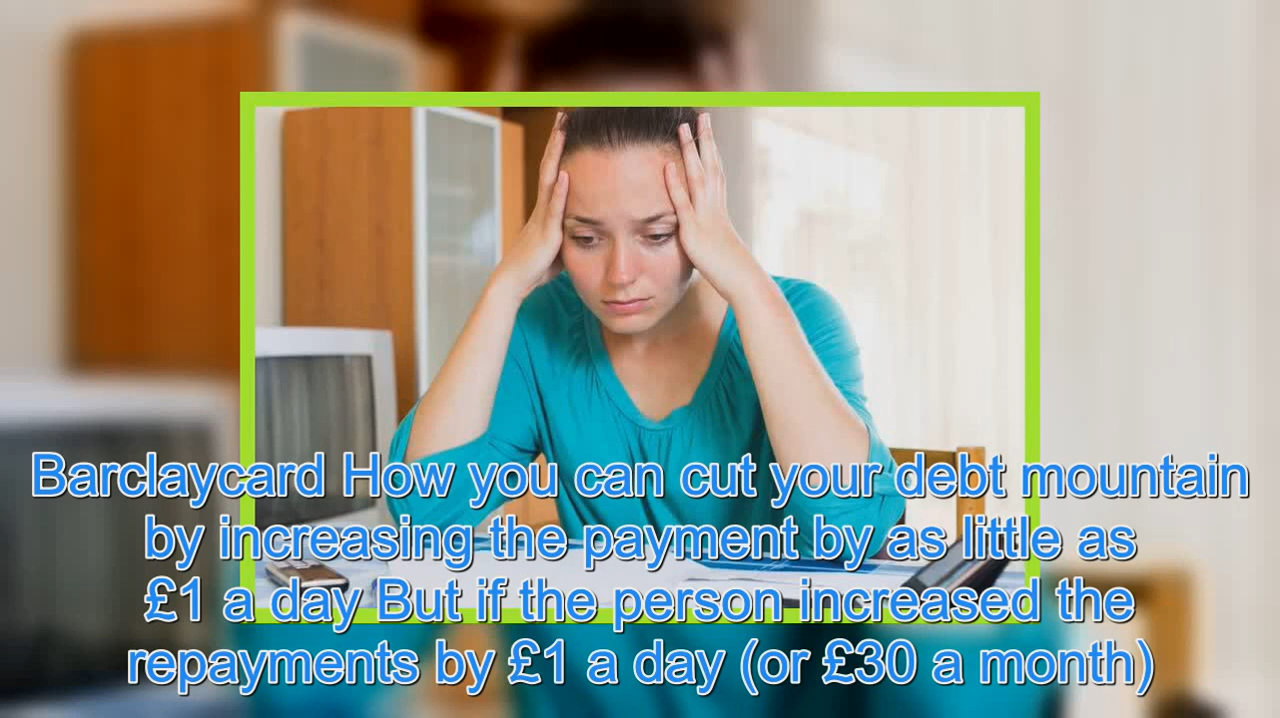 Barclaycard How you can cut your debt mountain
by increasing the payment by as little as
£1 a day But if the person increased the
repayments by £1 a day (or £30 a month)